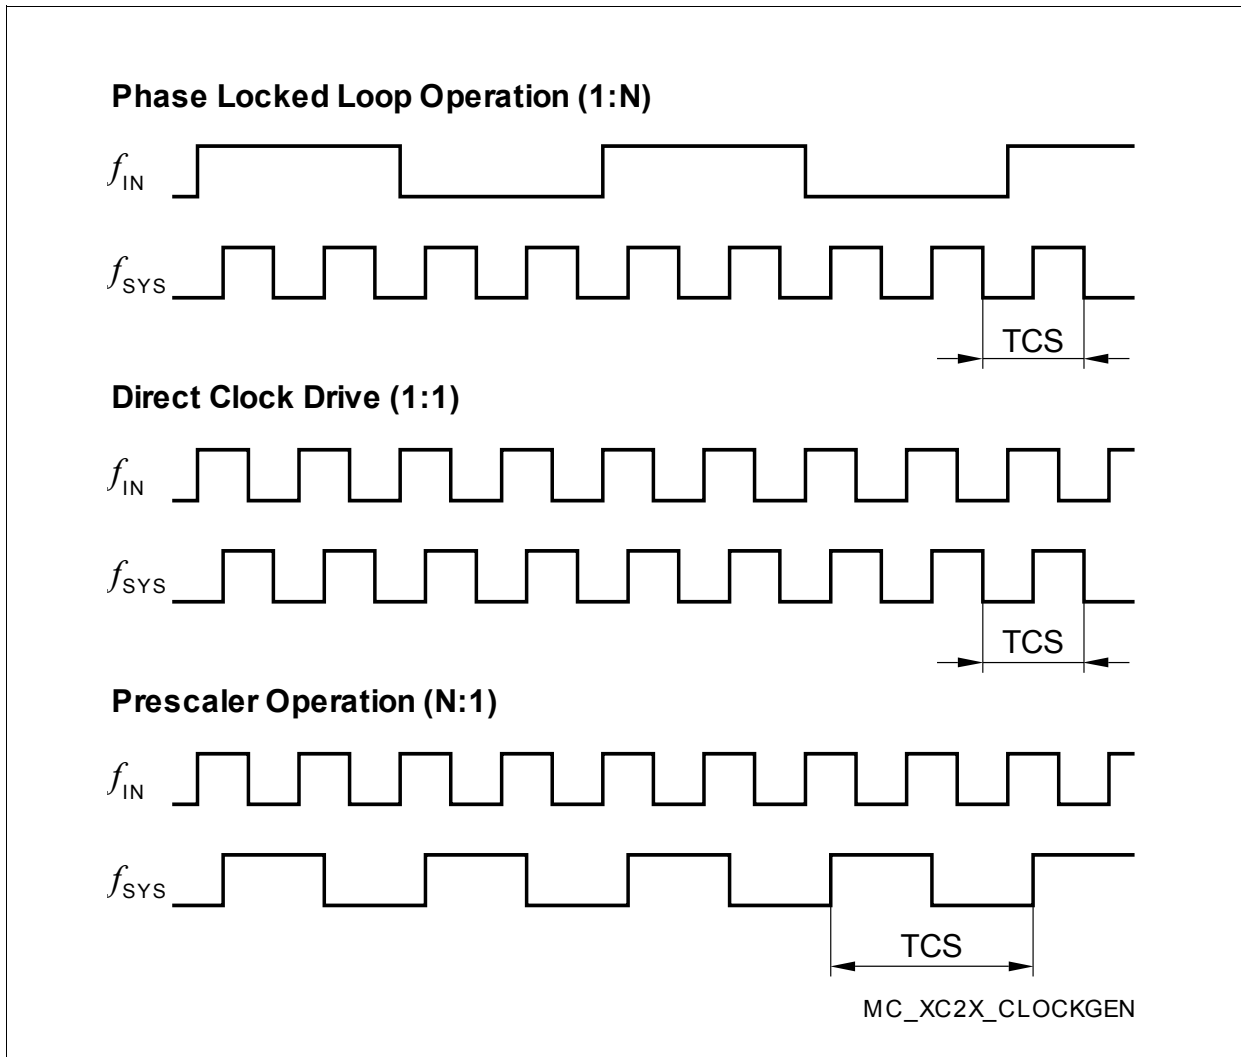 Phase Locked Loop Operation (1:N)
fIN
fSYS
TCS
Direct Clock Drive (1:1)
fIN
fSYS
TCS
Prescaler Operation (N:1)
fIN
fSYS
TCS
MC_XC2X_CLOCKGEN